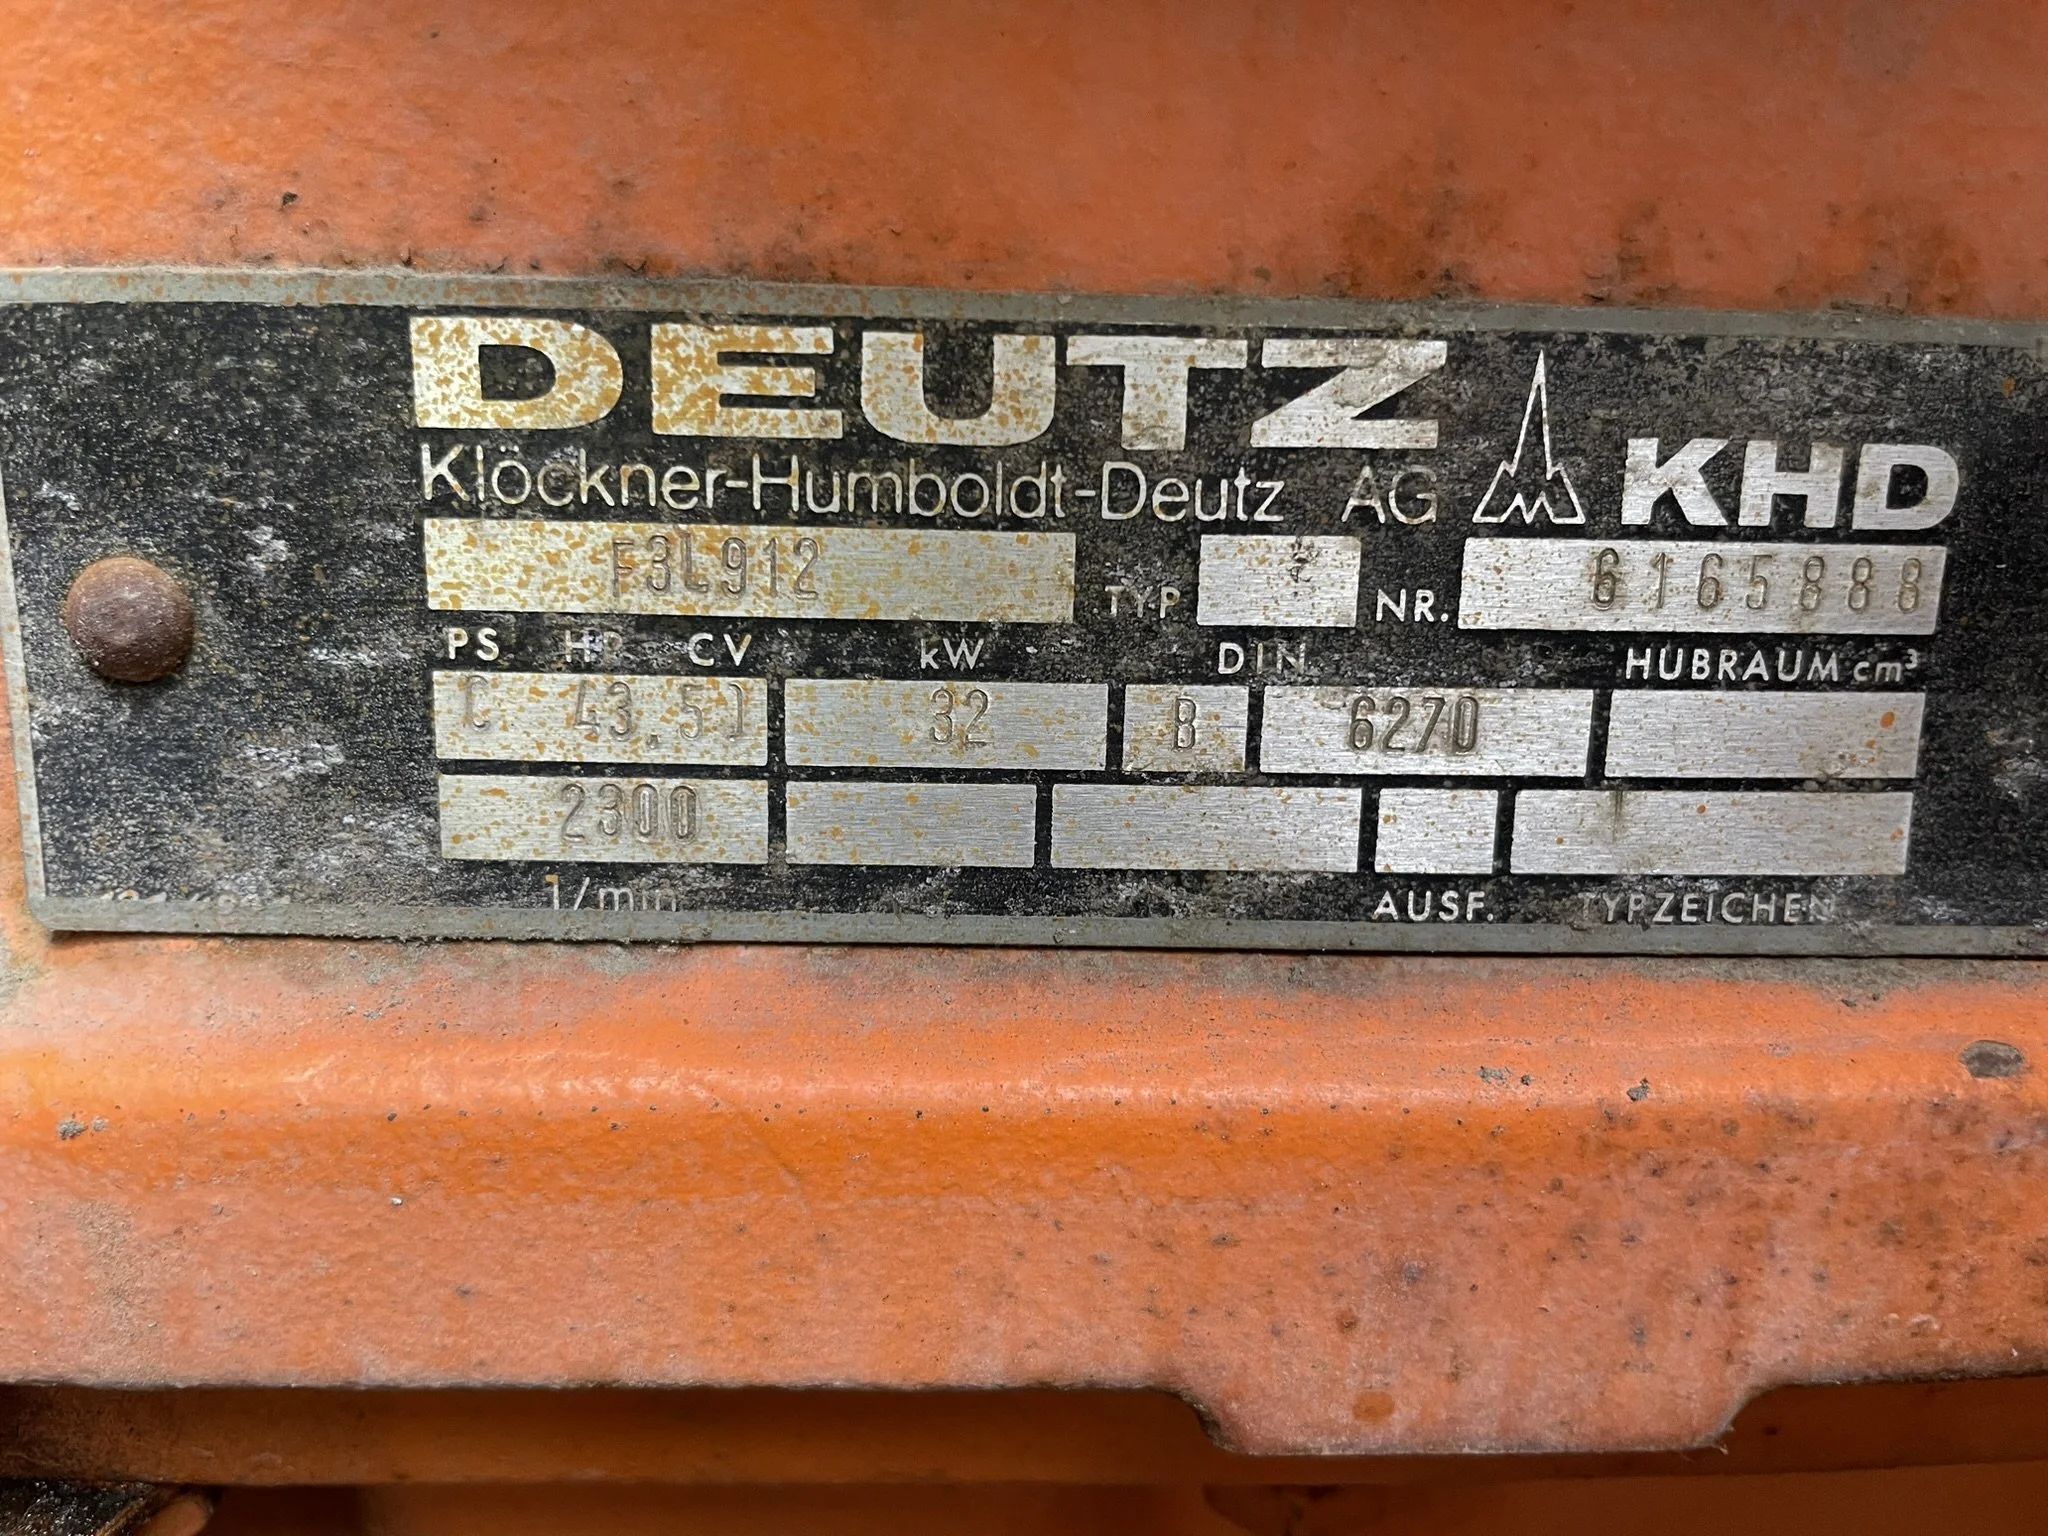 DEUTZ
Klöckner-Humboldt-Deutz AG KHD
F3L912 TYP NR. 6165888
PS HP CV kW DIN HUBRAUM cm³
[ 43.5] 32 B 6270
2300
1/min AUSF. TYPZEICHEN